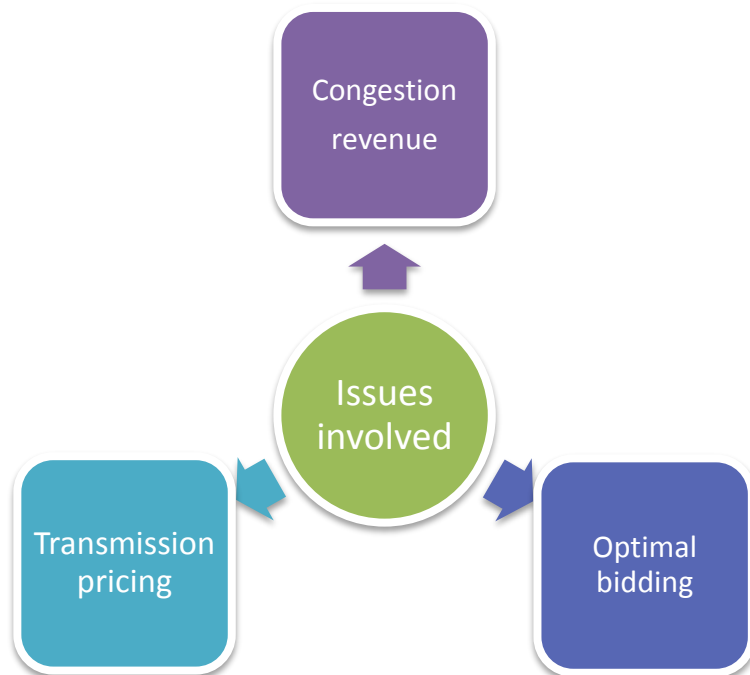 Congestion
revenue
Issues
involved
Transmission
pricing
Optimal
bidding